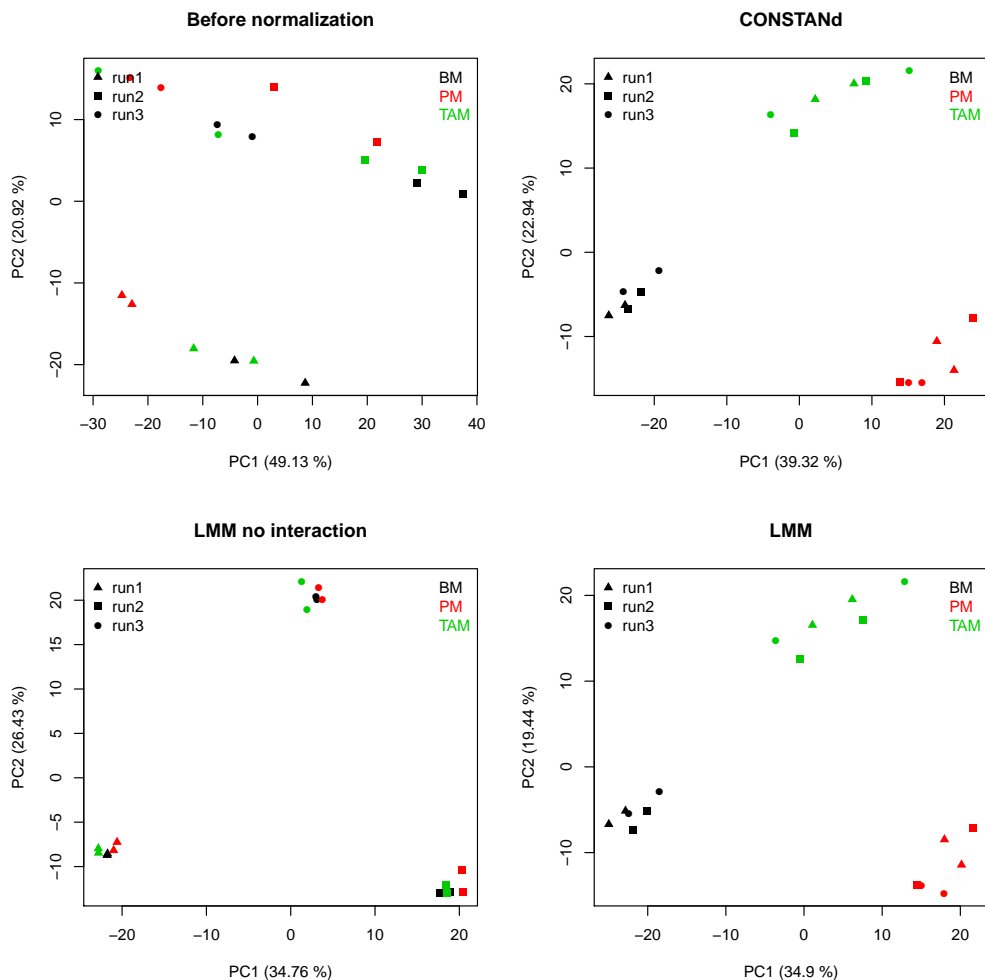 Before normalization
run1
run2
run3
BM
PM
TAM
10
0
−10
−20
PC2 (20.92 %)
−30 −20 −10 0 10 20 30 40
PC1 (49.13 %)
CONSTANd
run1
run2
run3
BM
PM
TAM
20
10
0
−10
PC2 (22.94 %)
−20 −10 0 10 20
PC1 (39.32 %)
LMM no interaction
run1
run2
run3
BM
PM
TAM
20
15
10
5
0
−5
−10
PC2 (26.43 %)
−20 −10 0 10 20
PC1 (34.76 %)
LMM
run1
run2
run3
BM
PM
TAM
20
10
0
−10
PC2 (19.44 %)
−20 −10 0 10 20
PC1 (34.9 %)